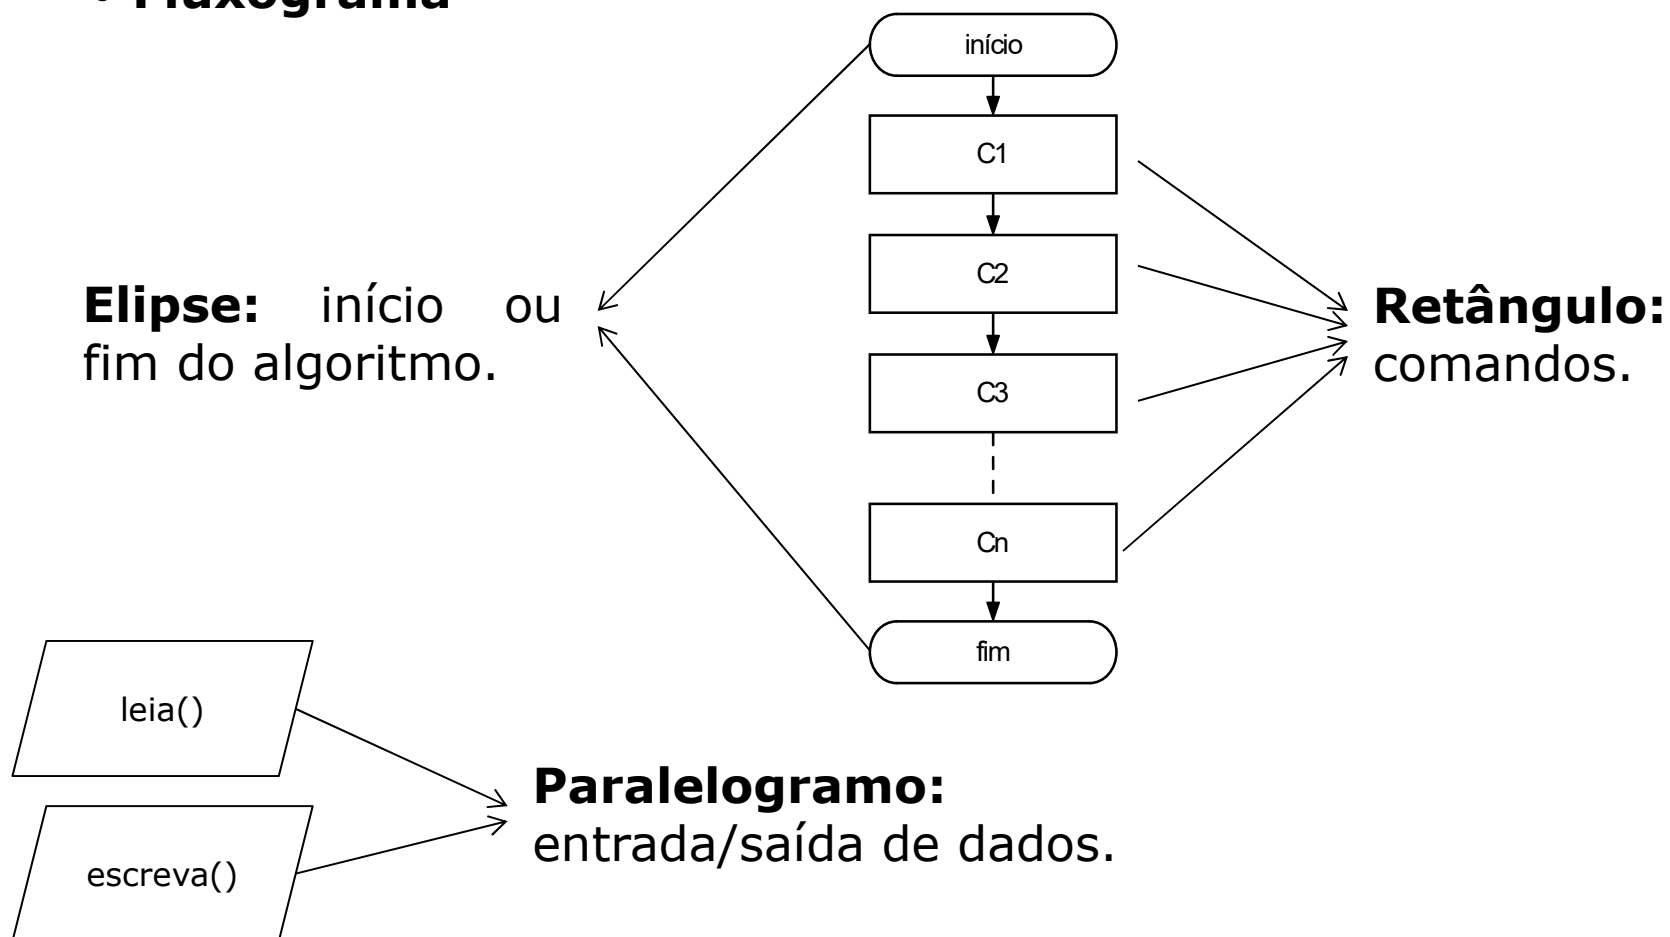 • Fluxograma
início
C1
C2
C3
Cn
fim
Elipse: início ou
fim do algoritmo.
Retângulo:
comandos.
leia()
escreva()
Paralelogramo:
entrada/saída de dados.